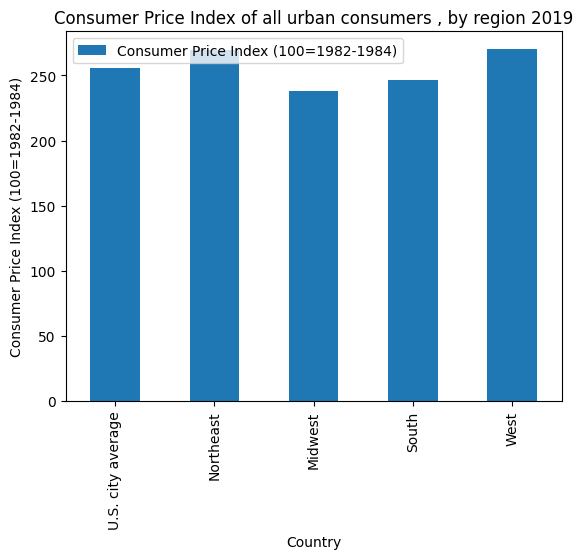 Consumer Price Index of all urban consumers , by region 2019
Consumer Price Index (100=1982-1984)
Consumer Price Index (100=1982-1984)
250
200
150
100
50
0
U.S. city average
Northeast
Midwest
South
West
Country